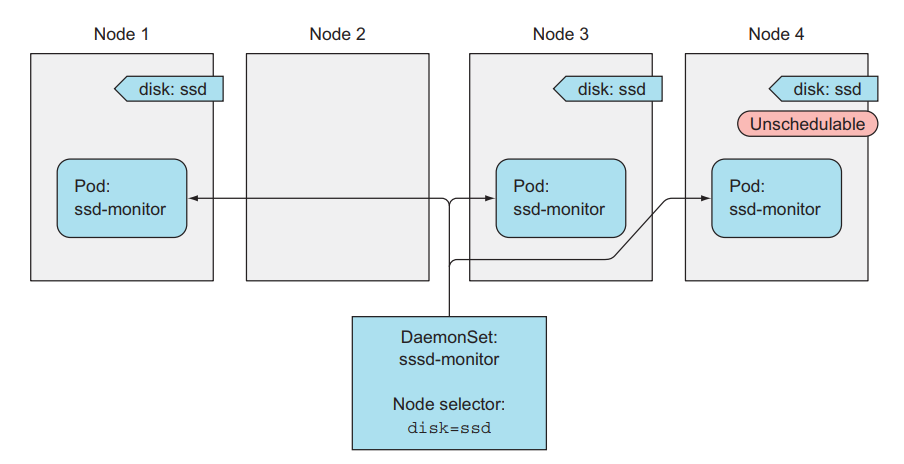 Node 1
Node 2
Node 3
Node 4
disk: ssd
disk: ssd
disk: ssd
Unschedulable
Pod:
ssd-monitor
Pod:
ssd-monitor
Pod:
ssd-monitor
DaemonSet:
sssd-monitor
Node selector:
disk=ssd